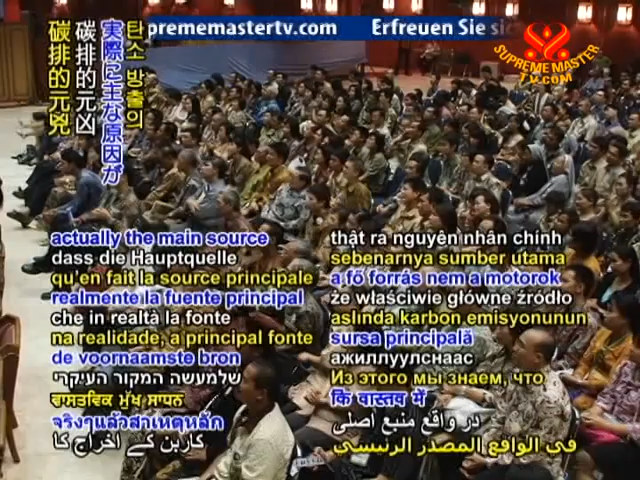 prememastertv.com
Erfreuen Sie sic
SUPREME MASTER
TV.COM
탄소 방출의
実際に主な原因が
碳排的元凶
碳排的元兇
actually the main source
dass die Hauptquelle
qu'en fait la source principale
realmente la fuente principal
che in realtà la fonte
na realidade, a principal fonte
de voornaamste bron
שלמעשה המקור העיקרי
ਵਾਸਤਵਿਕ ਮੁੱਖ ਸਾਧਨ
จริงๆแล้วสาเหตุหลัก
کاربن کے اخراج کا
thật ra nguyên nhân chính
sebenarnya sumber utama
a fő forrás nem a motorok
że właściwie główne źródło
aslında karbon emisyonunun
sursa principală
ажиллуулснаас
Из этого мы знаем, что
कि वास्तव में
در واقع منبع اصلی
في الواقع المصدر الرئيسي